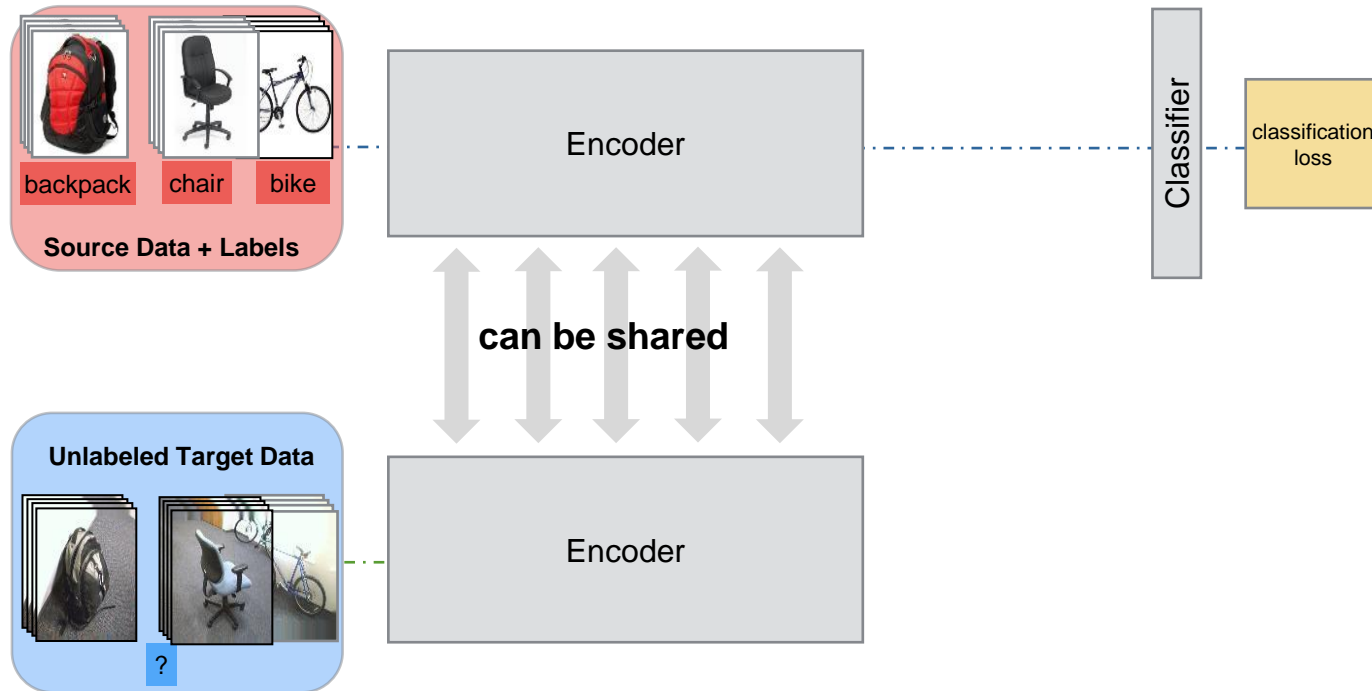 backpack
chair
bike
Source Data + Labels
Encoder
Classifier
classification
loss
can be shared
Unlabeled Target Data
?
Encoder